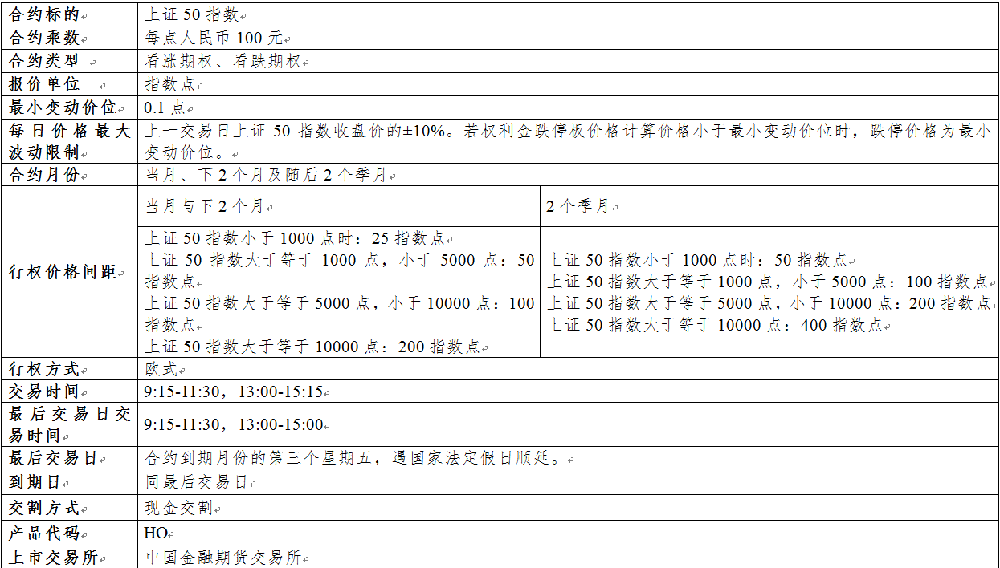 合约标的
上证 50 指数
合约乘数
每点人民币 100 元
合约类型
看涨期权、看跌期权
报价单位
指数点
最小变动价位
0.1 点
每日价格最大
波动限制
上一交易日上证 50 指数收盘价的±10%。若权利金跌停板价格计算价格小于最小变动价位时，跌停价格为最小
变动价位。
合约月份
当月、下 2 个月及随后 2 个季月
行权价格间距
当月与下 2 个月
2 个季月
上证 50 指数小于 1000 点时：25 指数点
上证 50 指数大于等于 1000 点，小于 5000 点：50
指数点
上证 50 指数大于等于 5000 点，小于 10000 点：100
指数点
上证 50 指数大于等于 10000 点：200 指数点
上证 50 指数小于 1000 点时：50 指数点
上证 50 指数大于等于 1000 点，小于 5000 点：100 指数点
上证 50 指数大于等于 5000 点，小于 10000 点：200 指数点
上证 50 指数大于等于 10000 点：400 指数点
行权方式
欧式
交易时间
9:15-11:30，13:00-15:15
最后交易日交
易时间
9:15-11:30，13:00-15:00
最后交易日
合约到期月份的第三个星期五，遇国家法定假日顺延。
到期日
同最后交易日
交割方式
现金交割
产品代码
HO
上市交易所
中国金融期货交易所